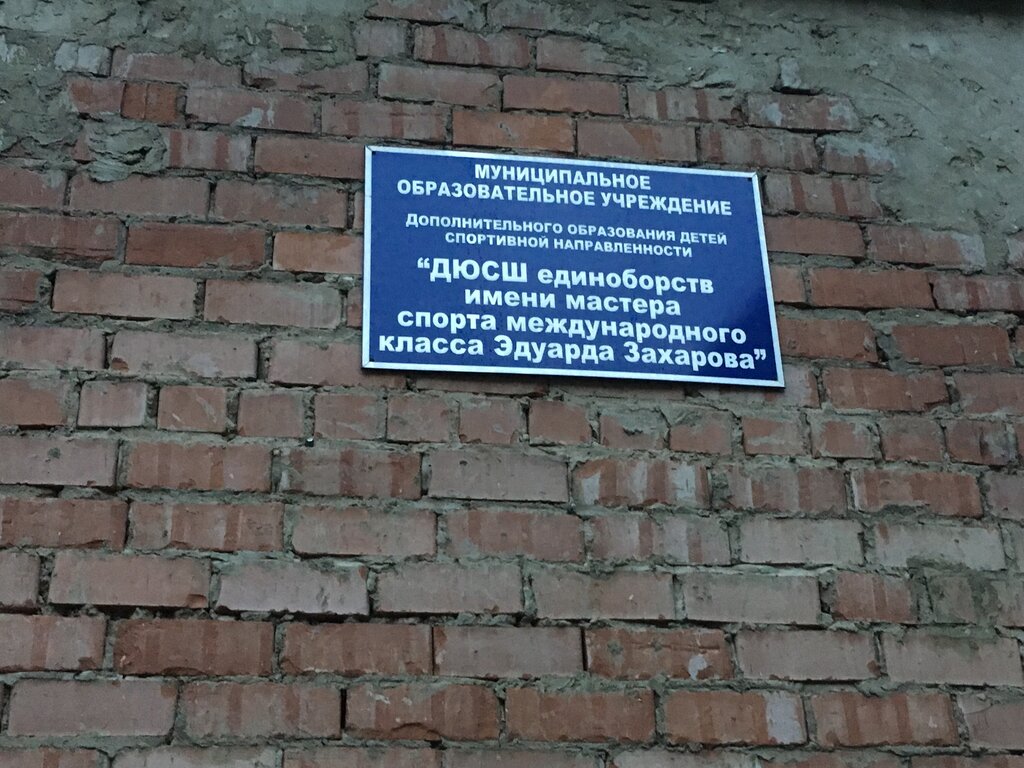 МУНИЦИПАЛЬНОЕ
ОБРАЗОВАТЕЛЬНОЕ УЧРЕЖДЕНИЕ
ДОПОЛНИТЕЛЬНОГО ОБРАЗОВАНИЯ ДЕТЕЙ
СПОРТИВНОЙ НАПРАВЛЕННОСТИ
“ДЮСШ единоборств
имени мастера
спорта международного
класса Эдуарда Захарова”